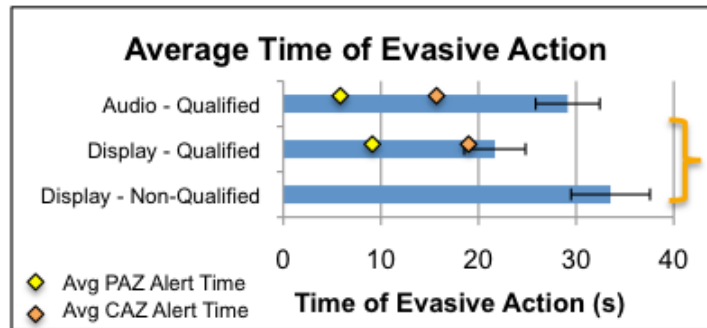 Average Time of Evasive Action
Audio - Qualified
Display - Qualified
Display - Non-Qualified
0 10 20 30 40
Avg PAZ Alert Time
Avg CAZ Alert Time
Time of Evasive Action (s)